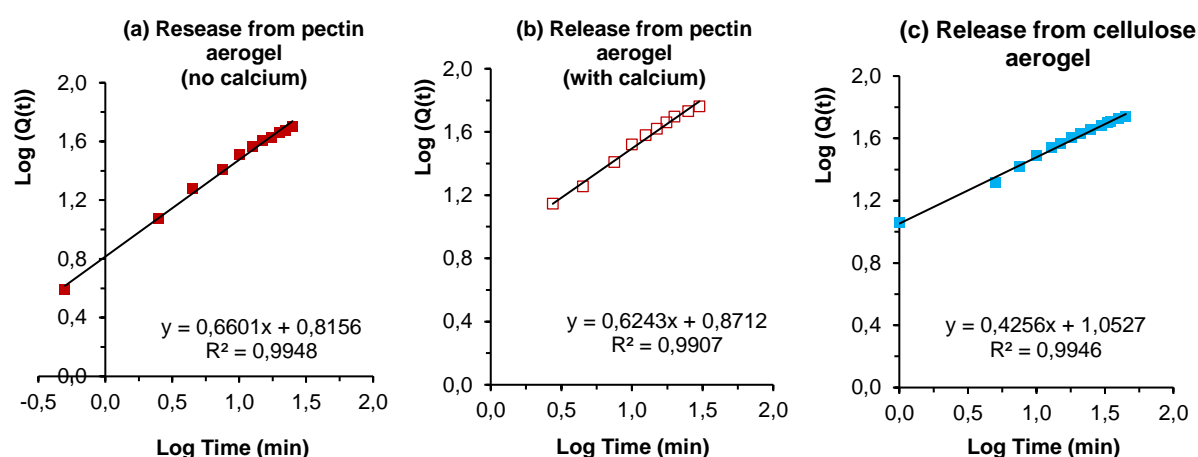 (a) Resease from pectin
aerogel
(no calcium)
Log (Q(t))
2,0
1,6
1,2
0,8
0,4
0,0
-0,5
0,0
0,5
1,0
1,5
2,0
y = 0,6601x + 0,8156
R² = 0,9948
Log Time (min)
(b) Release from pectin
aerogel
(with calcium)
Log (Q(t))
2,0
1,6
1,2
0,8
0,4
0,0
0,0
0,5
1,0
1,5
2,0
y = 0,6243x + 0,8712
R² = 0,9907
Log Time (min)
(c) Release from cellulose
aerogel
Log (Q(t))
2,0
1,6
1,2
0,8
0,4
0,0
0,0
0,5
1,0
1,5
2,0
y = 0,4256x + 1,0527
R² = 0,9946
Log Time (min)